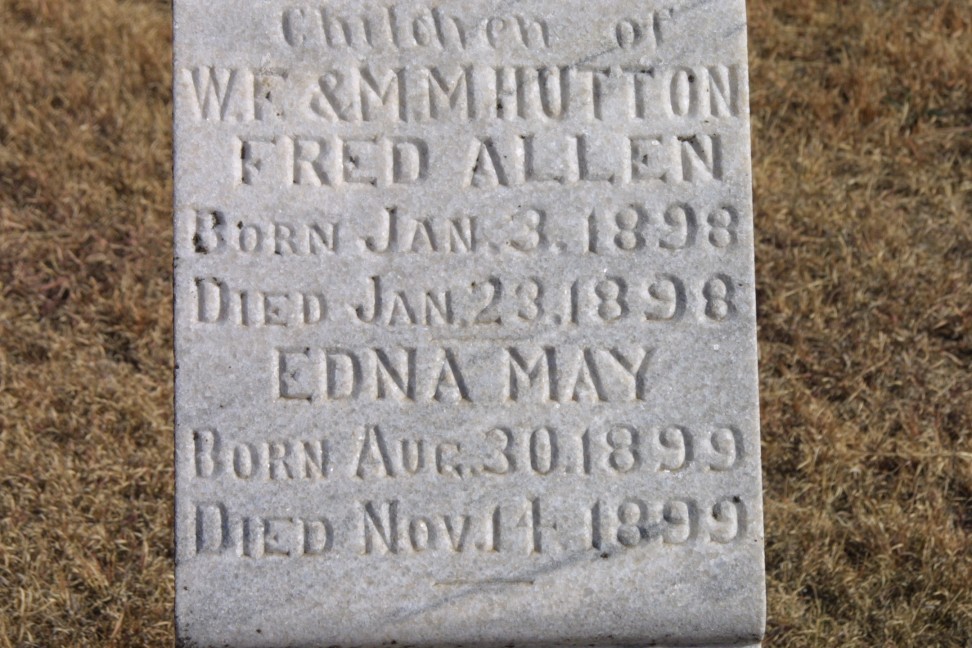 Children of
W.F. & M.M. HUTTON
FRED ALLEN
BORN JAN. 3. 1898
DIED JAN. 23. 1898
EDNA MAY
BORN AUG. 30. 1899
DIED NOV. 14 1899